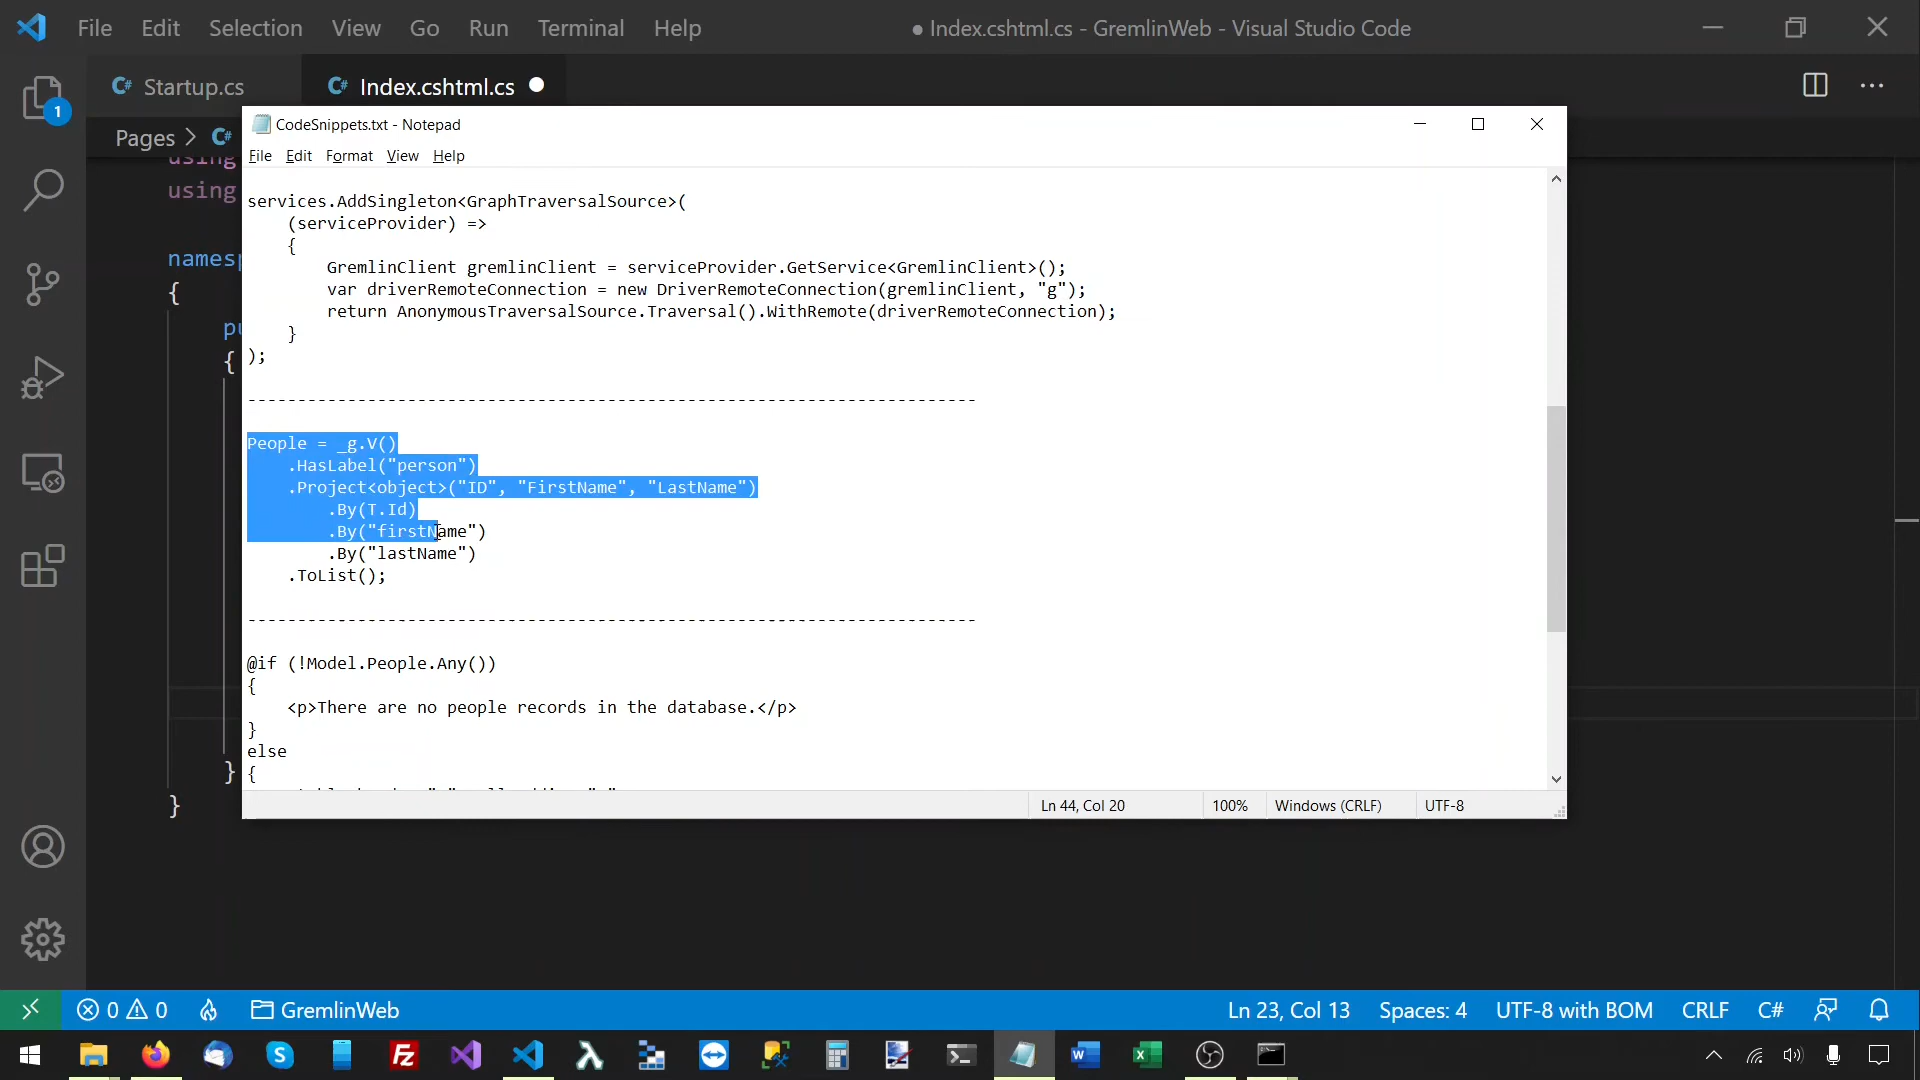 File Edit Selection View Go Run Terminal Help
● Index.cshtml.cs - GremlinWeb - Visual Studio Code
C# Startup.cs
C# Index.cshtml.cs
1
Pages > C#
using
using
namesp
{
pu
{
}
}
CodeSnippets.txt - Notepad
File Edit Format View Help
services.AddSingleton<GraphTraversalSource>(
(serviceProvider) =>
{
GremlinClient gremlinClient = serviceProvider.GetService<GremlinClient>();
var driverRemoteConnection = new DriverRemoteConnection(gremlinClient, "g");
return AnonymousTraversalSource.Traversal().WithRemote(driverRemoteConnection);
}
);
-------------------------------------------------------------------------
People = _g.V()
.HasLabel("person")
.Project<object>("ID", "FirstName", "LastName")
.By(T.Id)
.By("firstName")
.By("lastName")
.ToList();
-------------------------------------------------------------------------
@if (!Model.People.Any())
{
<p>There are no people records in the database.</p>
}
else
{
Ln 44, Col 20
100%
Windows (CRLF)
UTF-8
0 0 GremlinWeb
Ln 23, Col 13 Spaces: 4 UTF-8 with BOM CRLF C#